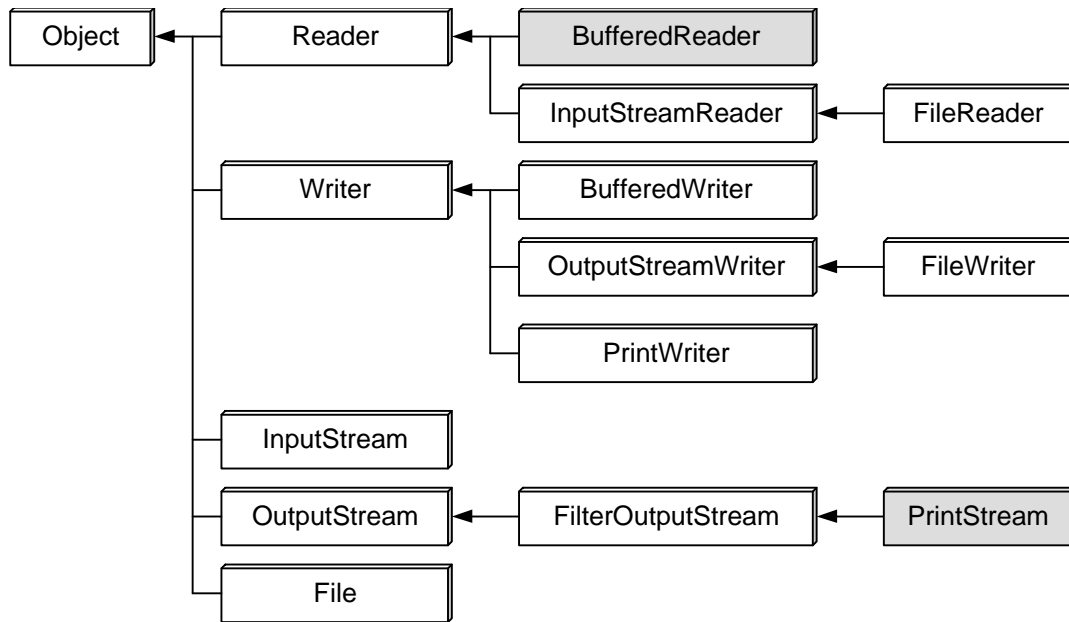 Object
Reader
BufferedReader
InputStreamReader
FileReader
Writer
BufferedWriter
OutputStreamWriter
FileWriter
PrintWriter
InputStream
OutputStream
FilterOutputStream
PrintStream
File